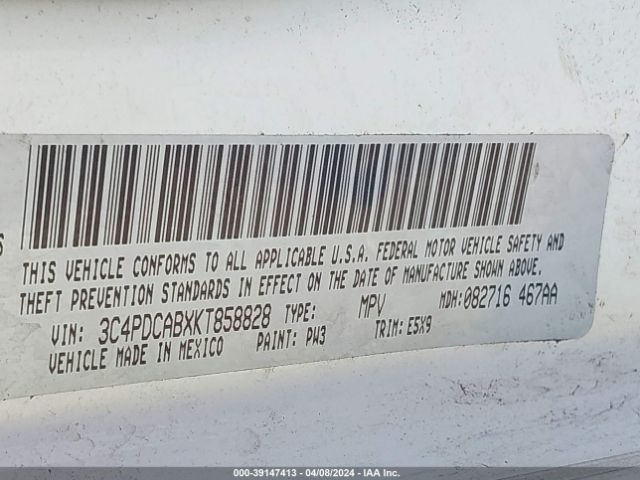 S
THIS VEHICLE CONFORMS TO ALL APPLICABLE U.S.A. FEDERAL MOTOR VEHICLE SAFETY AND
THEFT PREVENTION STANDARDS IN EFFECT ON THE DATE OF MANUFACTURE SHOWN ABOVE.
VIN: 3C4PDCABXKT858828 TYPE: MPV MDH:082716 467AA
VEHICLE MADE IN MEXICO PAINT: PW3 TRIM: E5X9
000-39147413 - 04/08/2024 - IAA Inc.